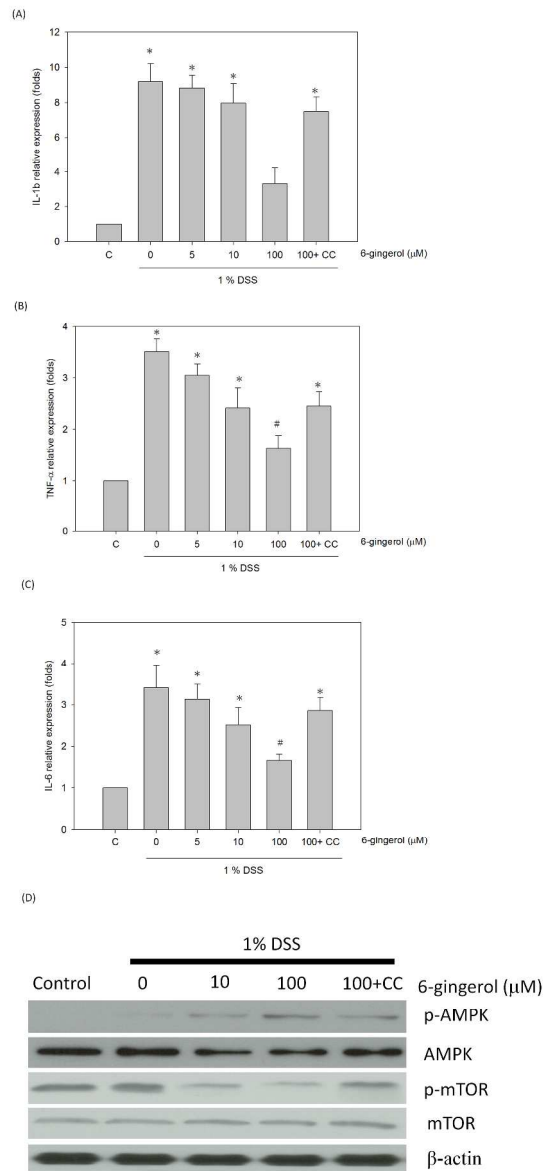 (A)
IL-1b relative expression (folds)
12
10
8
6
4
2
0
*
*
*
*
C 0 5 10 100 100+ CC 6-gingerol (μM)
1 % DSS
(B)
TNF-α relative expression (folds)
4
3
2
1
0
*
*
*
#
*
C 0 5 10 100 100+ CC 6-gingerol (μM)
1 % DSS
(C)
IL-6 relative expression (folds)
5
4
3
2
1
0
*
*
*
#
*
C 0 5 10 100 100+ CC 6-gingerol (μM)
1 % DSS
(D)
1% DSS
Control 0 10 100 100+CC 6-gingerol (μM)
p-AMPK
AMPK
p-mTOR
mTOR
β-actin